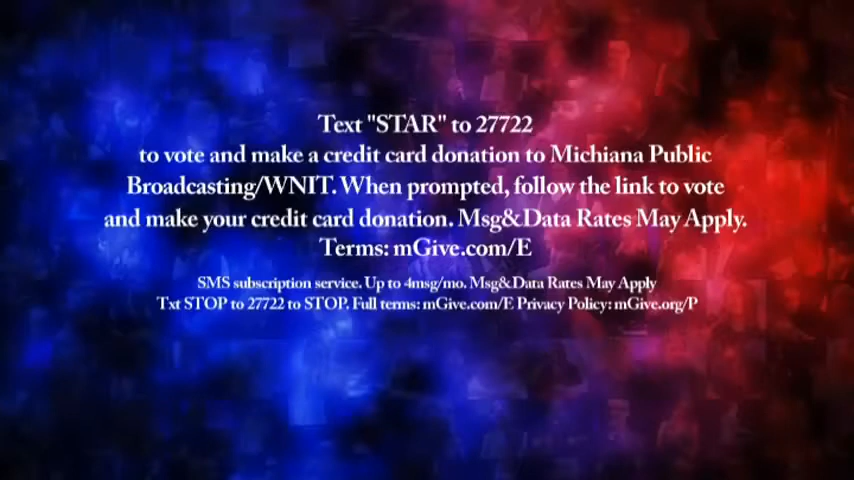 Text "STAR" to 27722
to vote and make a credit card donation to Michiana Public
Broadcasting/WNIT. When prompted, follow the link to vote
and make your credit card donation. Msg&Data Rates May Apply.
Terms: mGive.com/E
SMS subscription service. Up to 4msg/mo. Msg&Data Rates May Apply
Txt STOP to 27722 to STOP. Full terms: mGive.com/E Privacy Policy: mGive.org/P